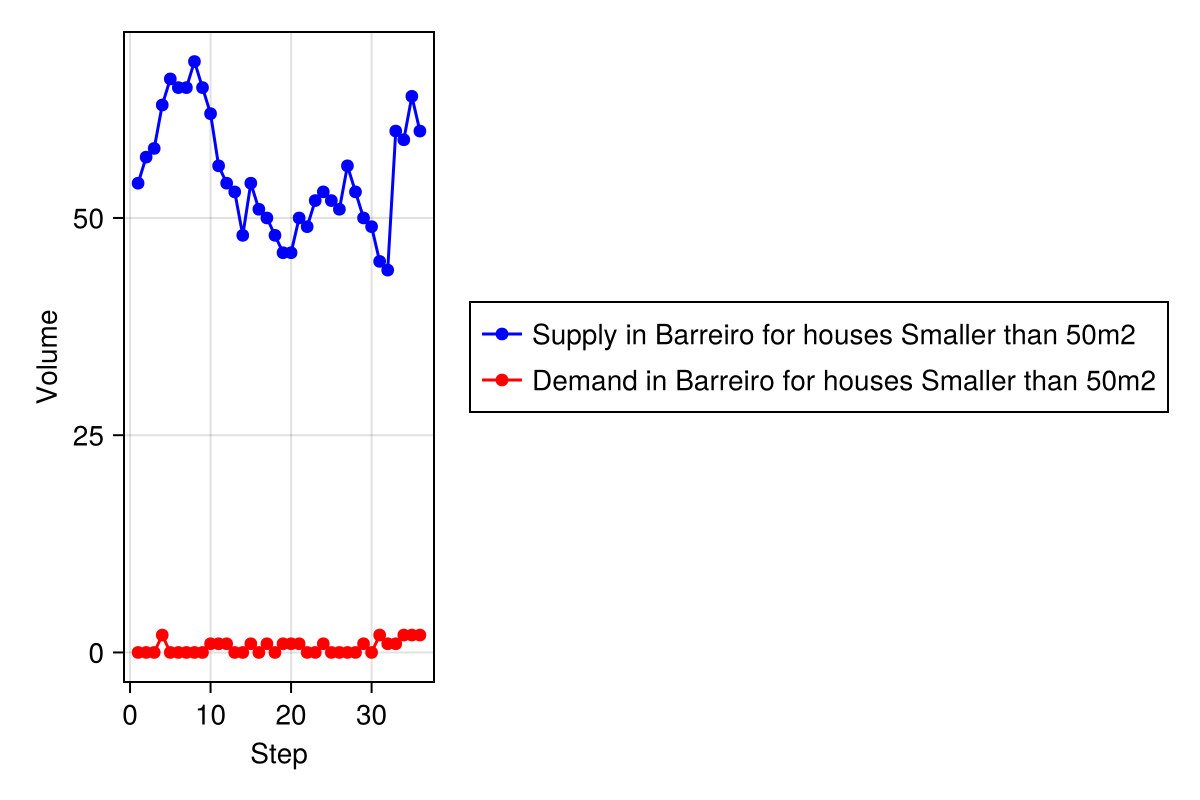 Volume
50
25
0
0 10 20 30
Step
Supply in Barreiro for houses Smaller than 50m2
Demand in Barreiro for houses Smaller than 50m2